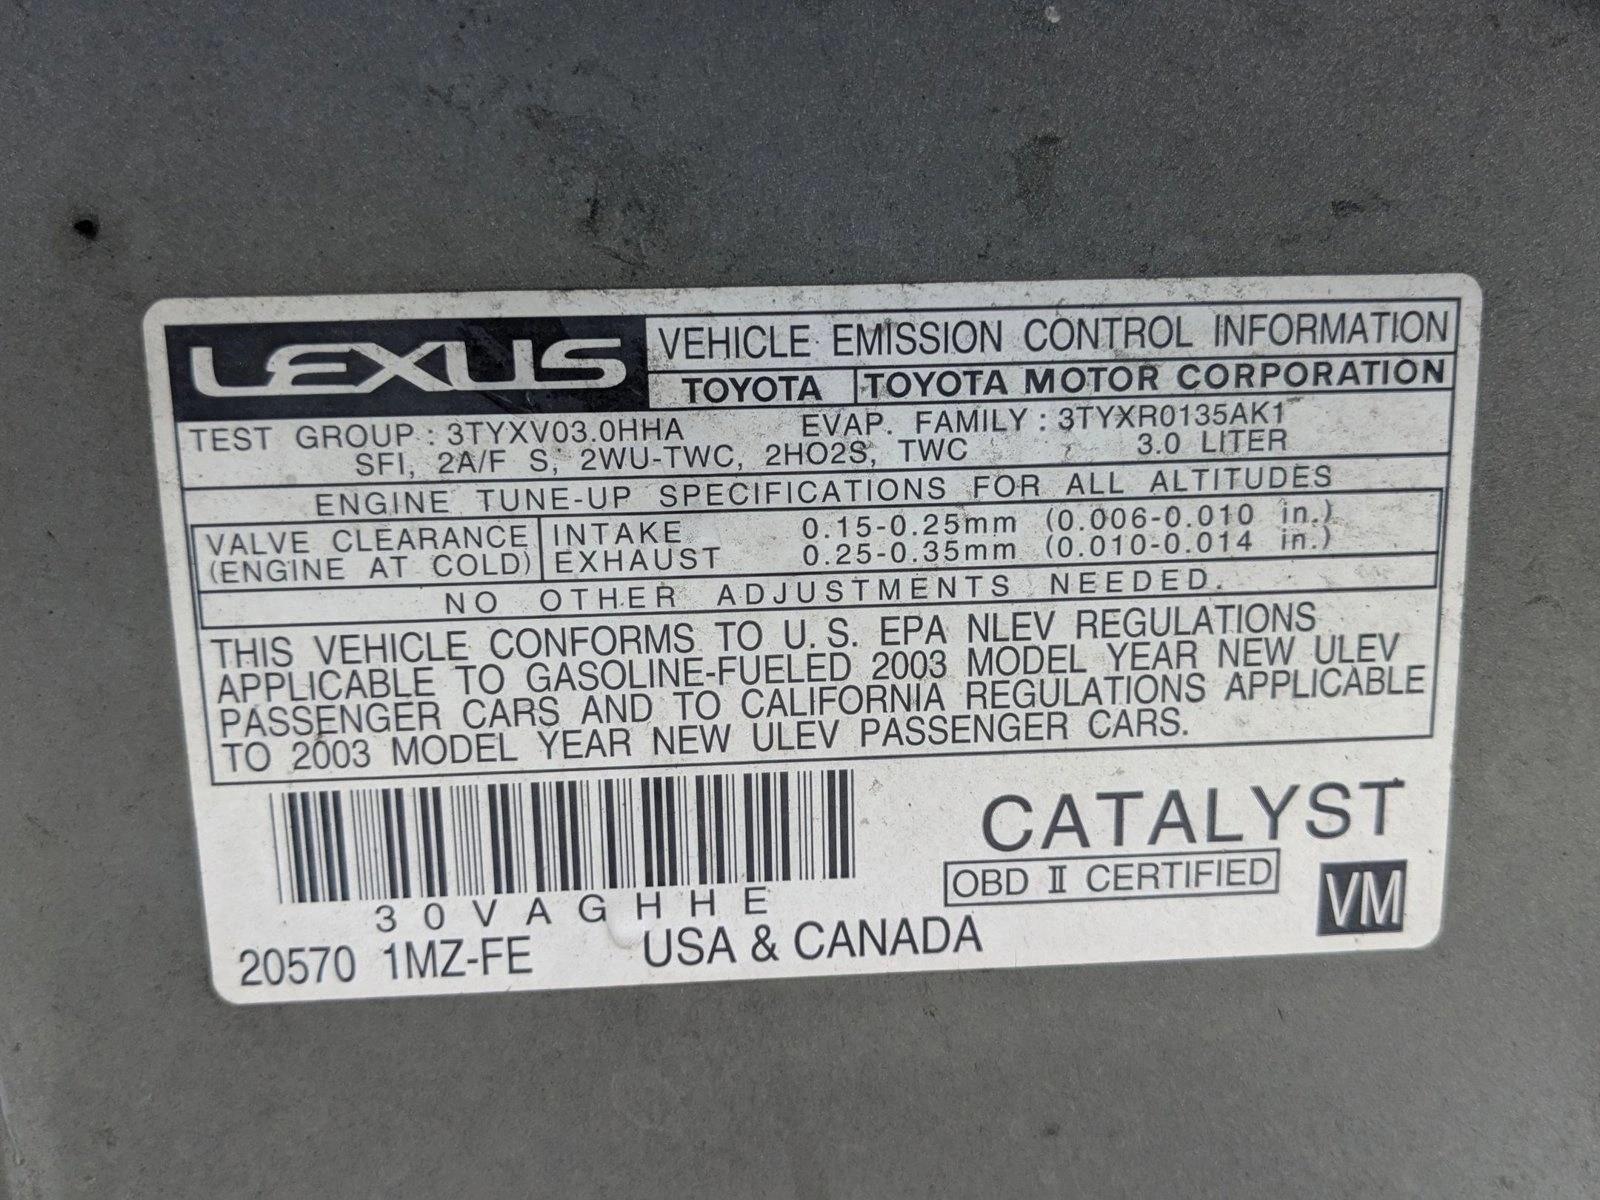 LEXUS
VEHICLE EMISSION CONTROL INFORMATION
TOYOTA TOYOTA MOTOR CORPORATION
TEST GROUP : 3TYXV03.0HHA EVAP. FAMILY : 3TYXR0135AK1
SFI, 2A/F S, 2WU-TWC, 2HO2S, TWC 3.0 LITER
ENGINE TUNE-UP SPECIFICATIONS FOR ALL ALTITUDES
VALVE CLEARANCE INTAKE 0.15-0.25mm (0.006-0.010 in.)
(ENGINE AT COLD) EXHAUST 0.25-0.35mm (0.010-0.014 in.)
NO OTHER ADJUSTMENTS NEEDED.
THIS VEHICLE CONFORMS TO U.S. EPA NLEV REGULATIONS
APPLICABLE TO GASOLINE-FUELED 2003 MODEL YEAR NEW ULEV
PASSENGER CARS AND TO CALIFORNIA REGULATIONS APPLICABLE
TO 2003 MODEL YEAR NEW ULEV PASSENGER CARS.
CATALYST
OBD II CERTIFIED
VM
30VAGHHE
20570 1MZ-FE USA & CANADA